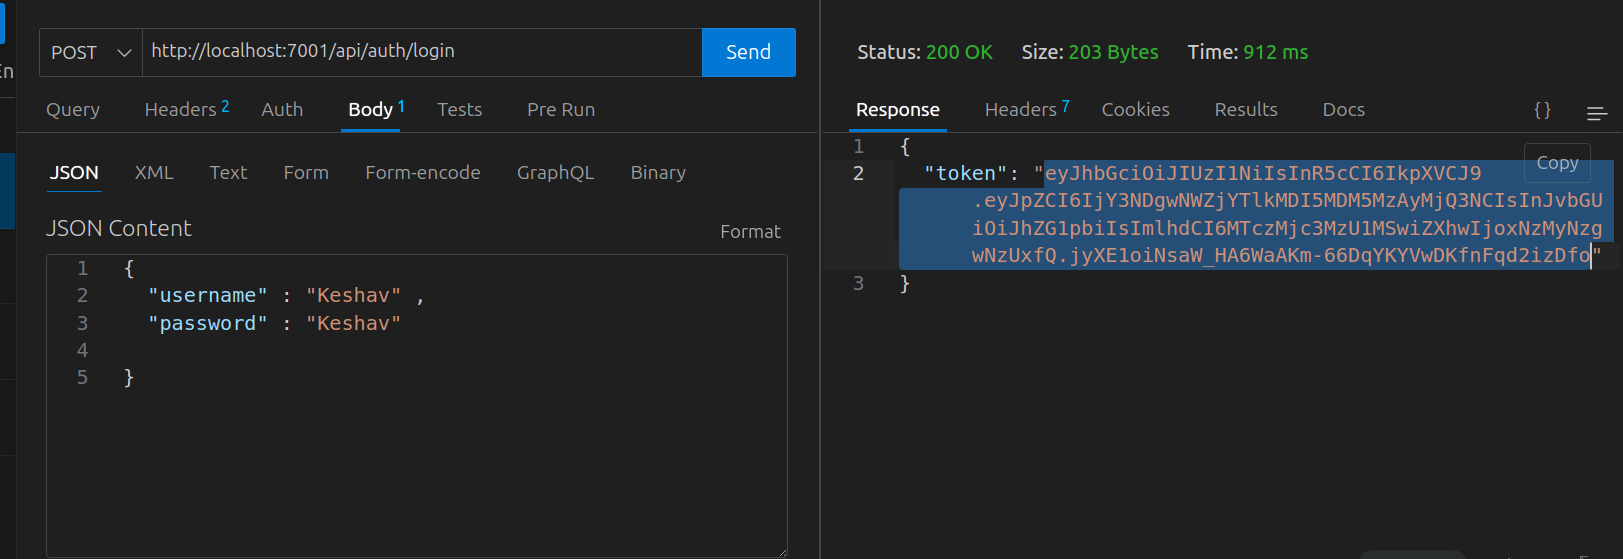 POST
http://localhost:7001/api/auth/login
Send
Query
Headers 2
Auth
Body 1
Tests
Pre Run
JSON
XML
Text
Form
Form-encode
GraphQL
Binary
JSON Content
Format
1 {
2 "username" : "Keshav" ,
3 "password" : "Keshav"
4
5 }
Status: 200 OK Size: 203 Bytes Time: 912 ms
Response
Headers 7
Cookies
Results
Docs
{}
Copy
1 {
2 "token": "eyJhbGciOiJIUzI1NiIsInR5cCI6IkpXVCJ9
.eyJpZCI6IjY3NDgwNWZjYTlkMDI5MDM5MzAyMjQ3NCIsInJvbGU
iOiJhZG1pbiIsImlhdCI6MTczMjc3MzU1MSwiZXhwIjoxNzMyNzg
wNzUxfQ.jyXE1oiNsaW_HA6WaAKm-66DqYKYVwDKfnFqd2izDfo"
3 }